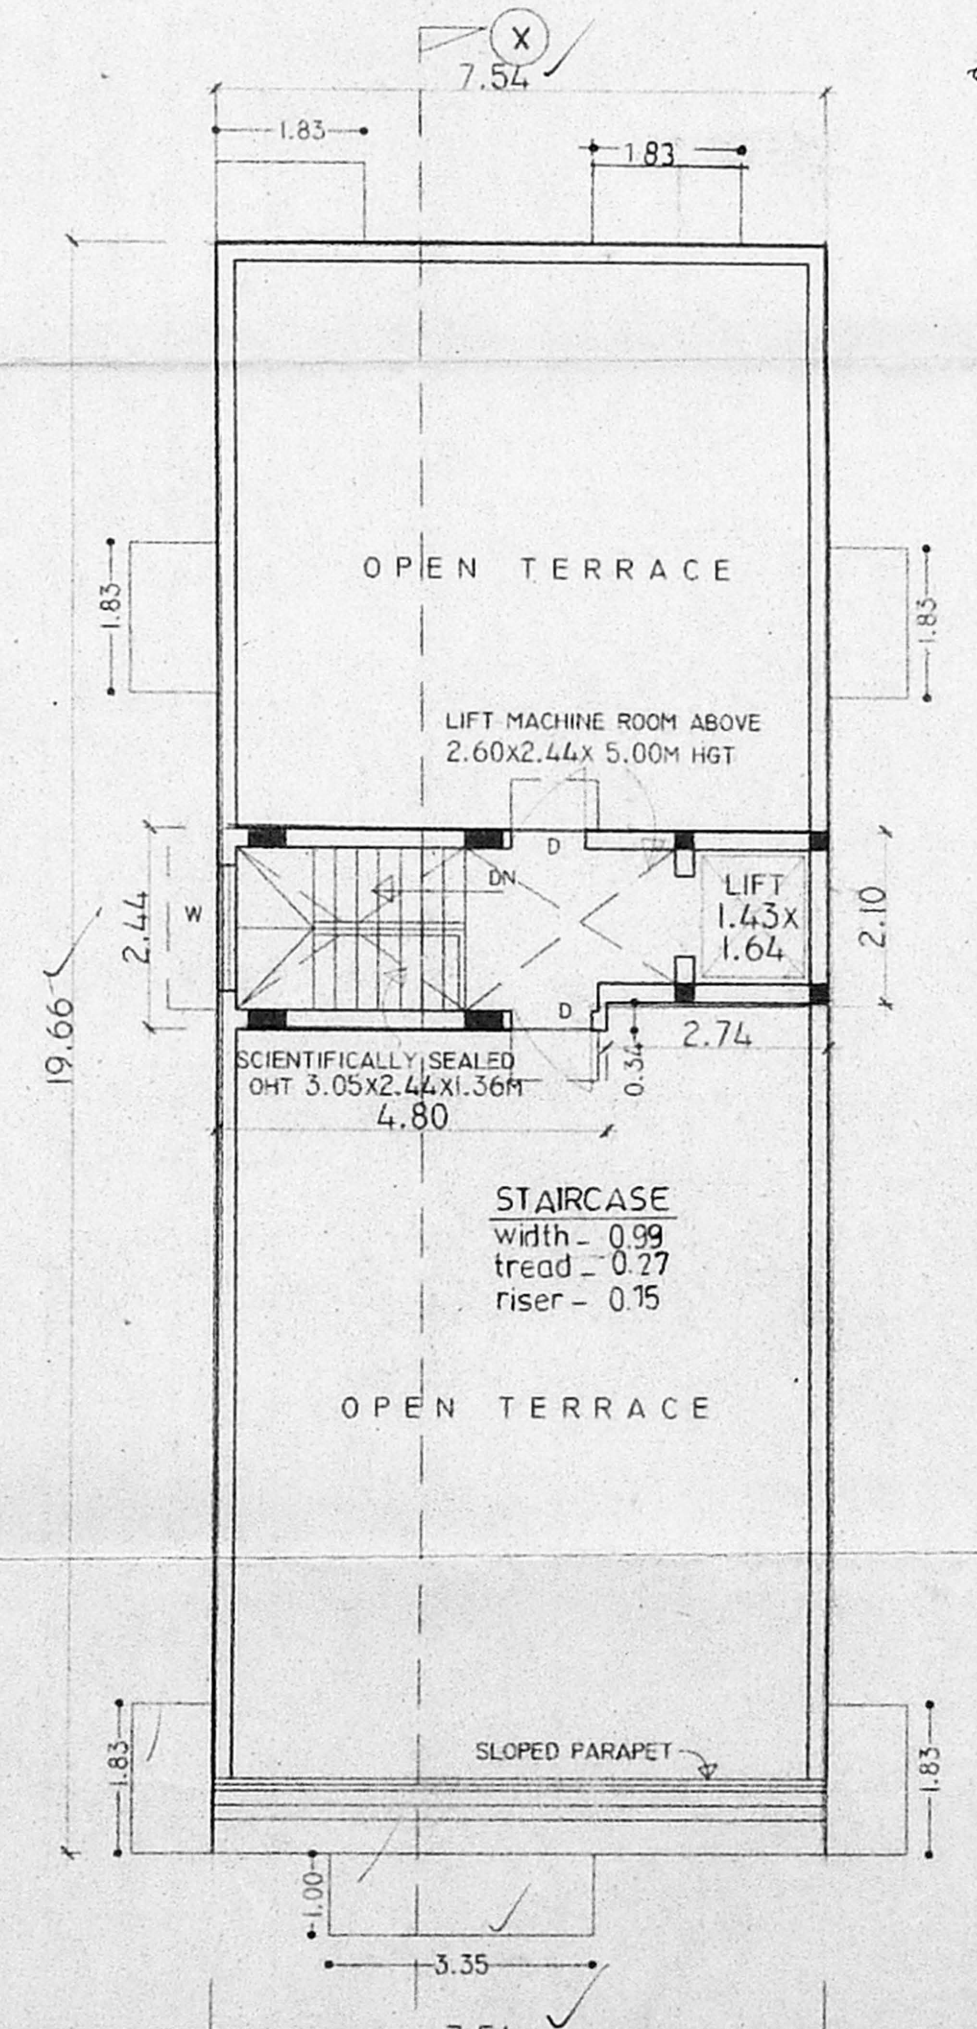 X
7.54
1.83
1.83
OPEN TERRACE
1.83
1.83
LIFT MACHINE ROOM ABOVE
2.60X2.44X 5.00M HGT
D
DN
W
2.44
LIFT
1.43X
1.64
2.10
19.66
D
2.74
0.34
SCIENTIFICALLY SEALED
OHT 3.05X2.44X1.36M
4.80
STAIRCASE
width - 0.99
tread - 0.27
riser - 0.15
OPEN TERRACE
SLOPED PARAPET
1.83
1.83
1.00
3.35